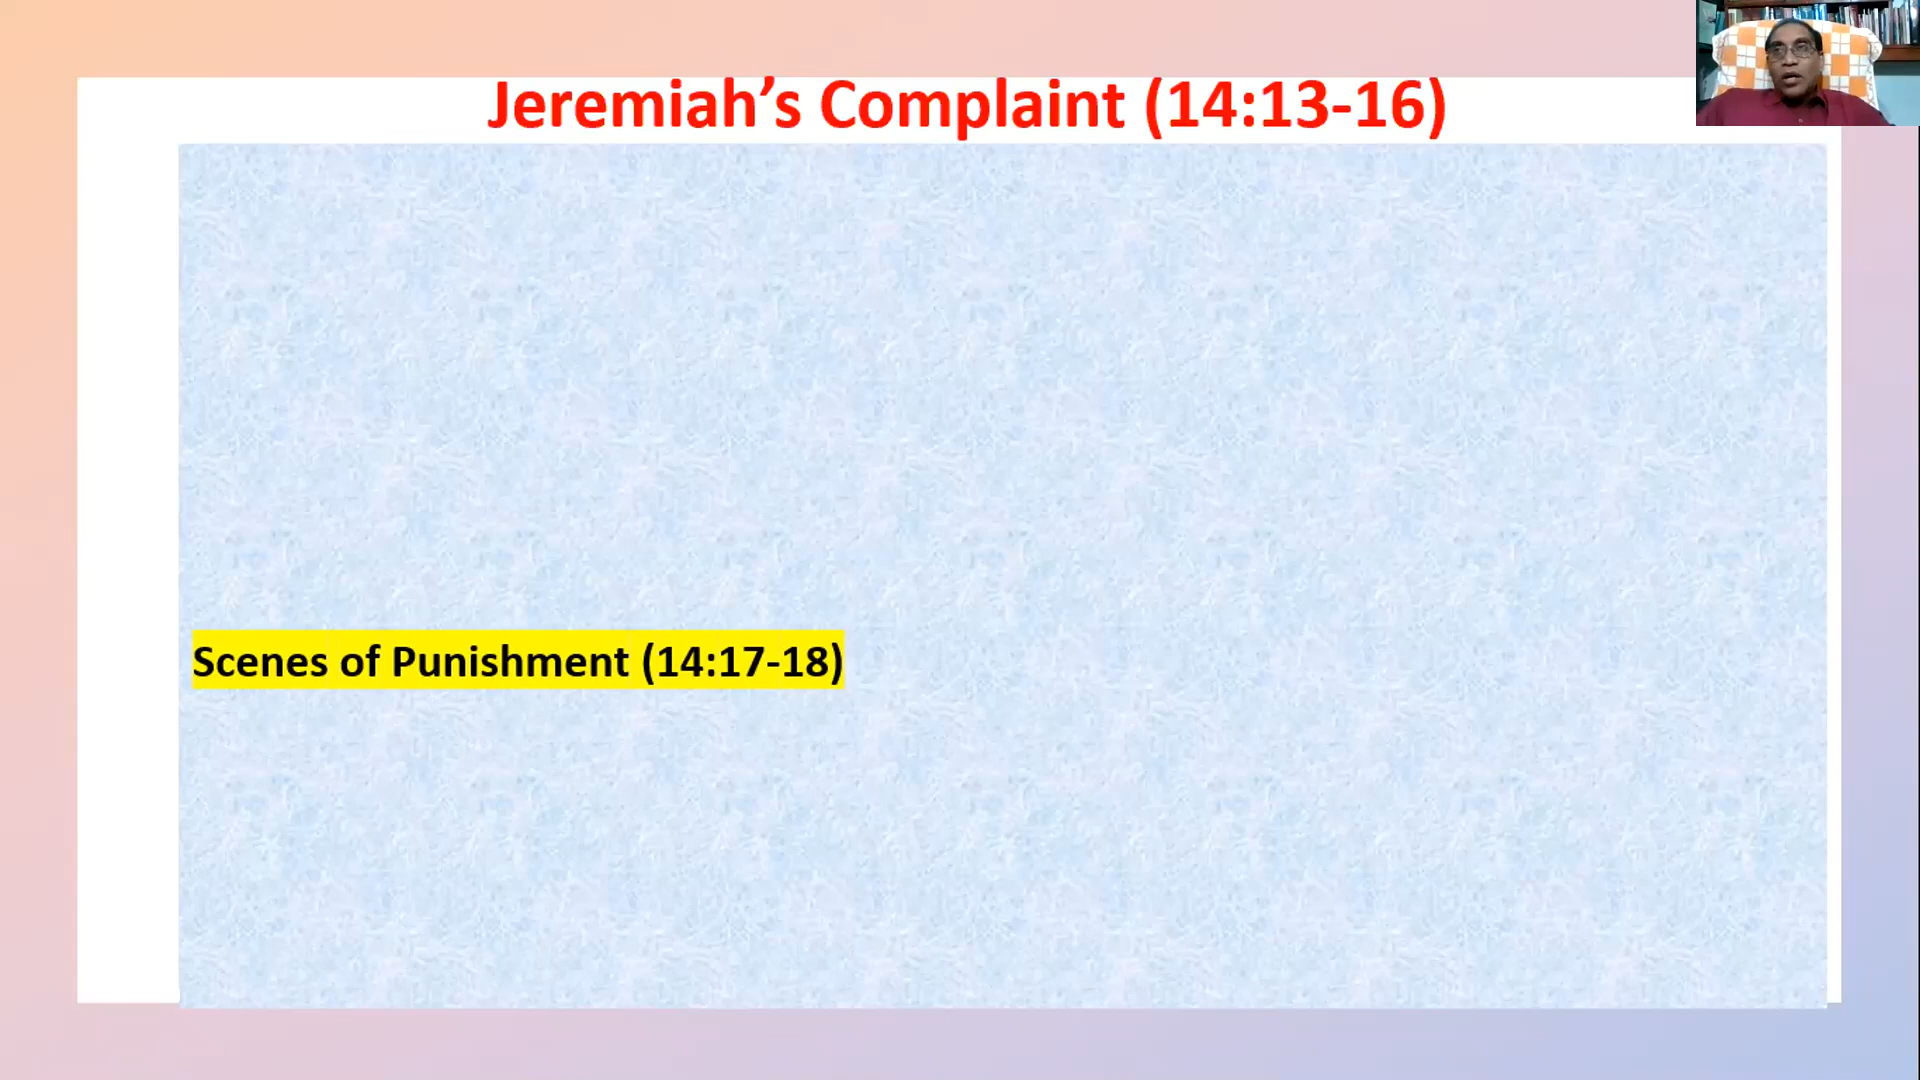 Jeremiah’s Complaint (14:13-16)
Scenes of Punishment (14:17-18)